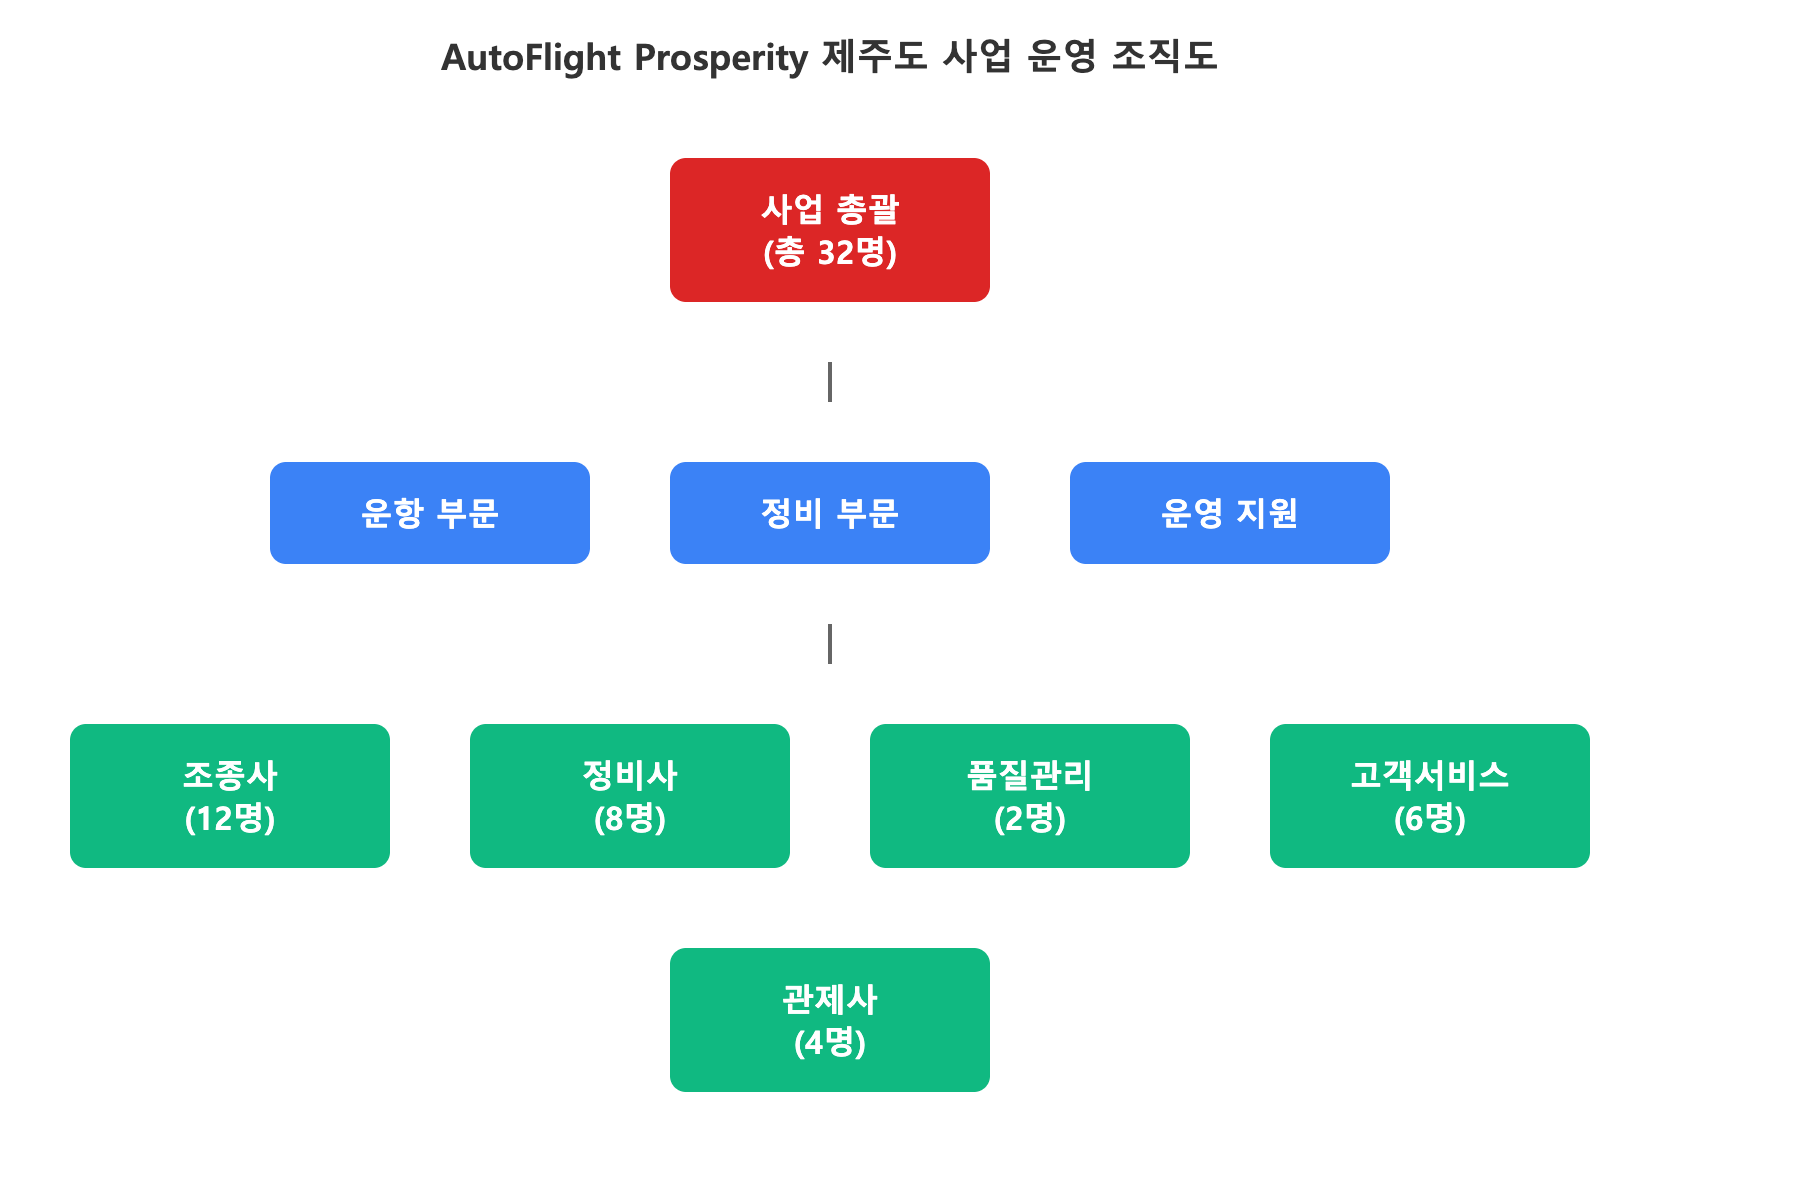 AutoFlight Prosperity 제주도 사업 운영 조직도
사업 총괄
(총 32명)
운항 부문
정비 부문
운영 지원
조종사
(12명)
정비사
(8명)
품질관리
(2명)
고객서비스
(6명)
관제사
(4명)